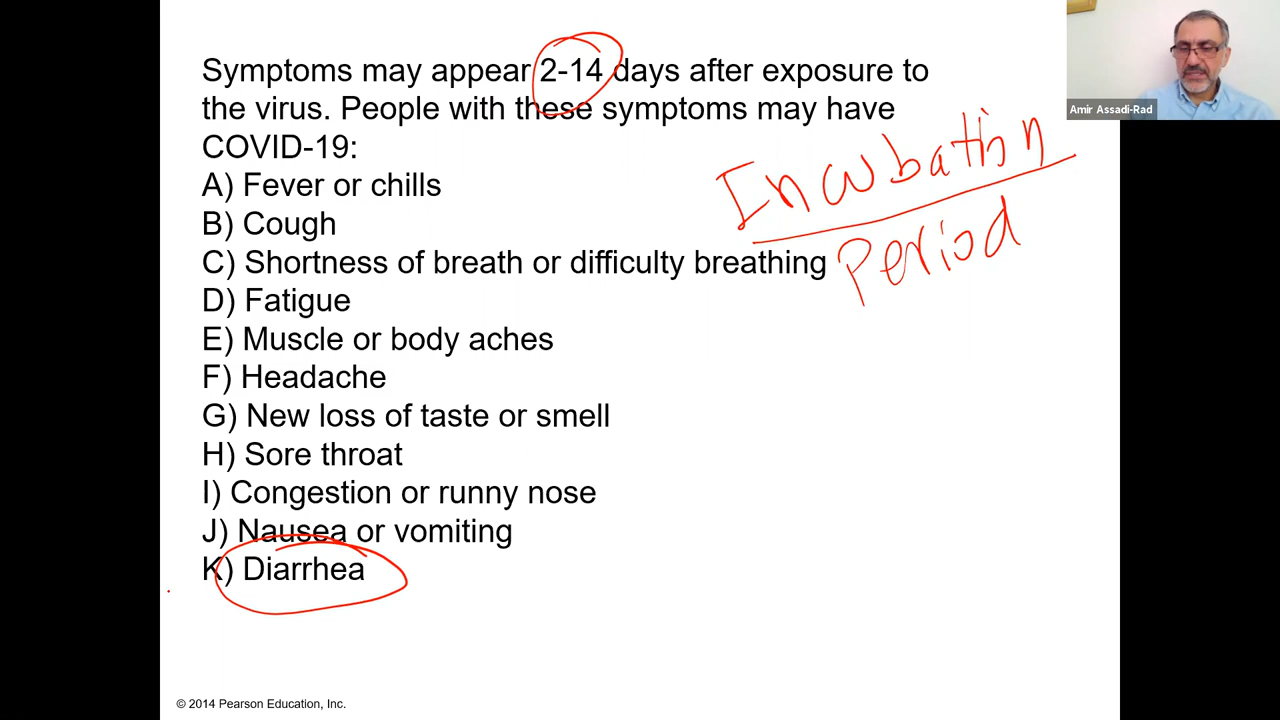 Symptoms may appear 2-14 days after exposure to
the virus. People with these symptoms may have
COVID-19:
A) Fever or chills
B) Cough
C) Shortness of breath or difficulty breathing
D) Fatigue
E) Muscle or body aches
F) Headache
G) New loss of taste or smell
H) Sore throat
I) Congestion or runny nose
J) Nausea or vomiting
K) Diarrhea
Incubation
Period
Amir Assadi-Rad
© 2014 Pearson Education, Inc.